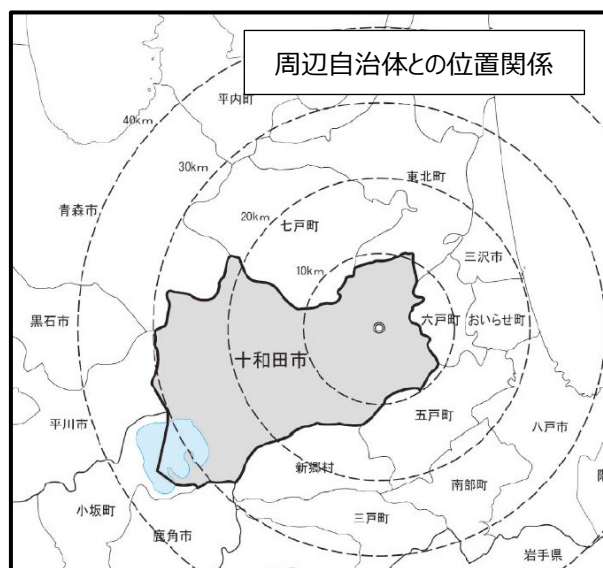 周辺自治体との位置関係
平内町
40km
30km
東北町
青森市
20km
七戸町
三沢市
10km
黒石市
六戸町
おいらせ町
十和田市
平川市
五戸町
八戸市
新郷村
南部町
小坂町
三戸町
鹿角市
岩手県